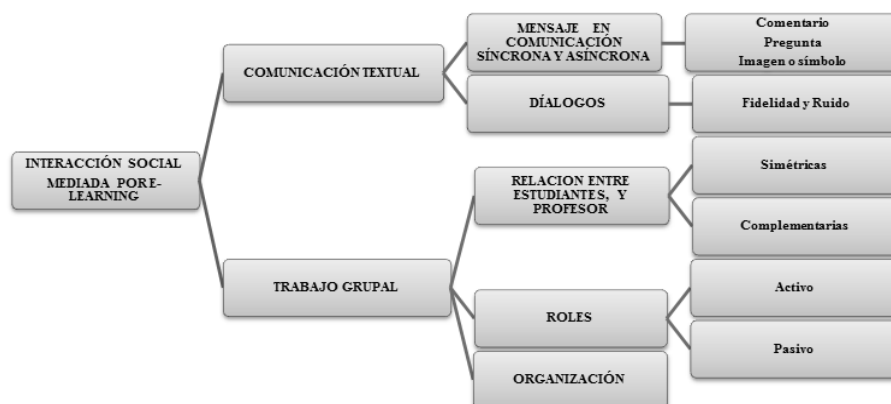 INTERACCIÓN SOCIAL
MEDIADA POR E-
LEARNING
COMUNICACIÓN TEXTUAL
MENSAJE EN
COMUNICACIÓN
SÍNCRONA Y ASÍNCRONA
Comentario
Pregunta
Imagen o símbolo
DÍALOGOS
Fidelidad y Ruido
TRABAJO GRUPAL
RELACION ENTRE
ESTUDIANTES, Y
PROFESOR
Simétricas
Complementarias
ROLES
Activo
Pasivo
ORGANIZACIÓN